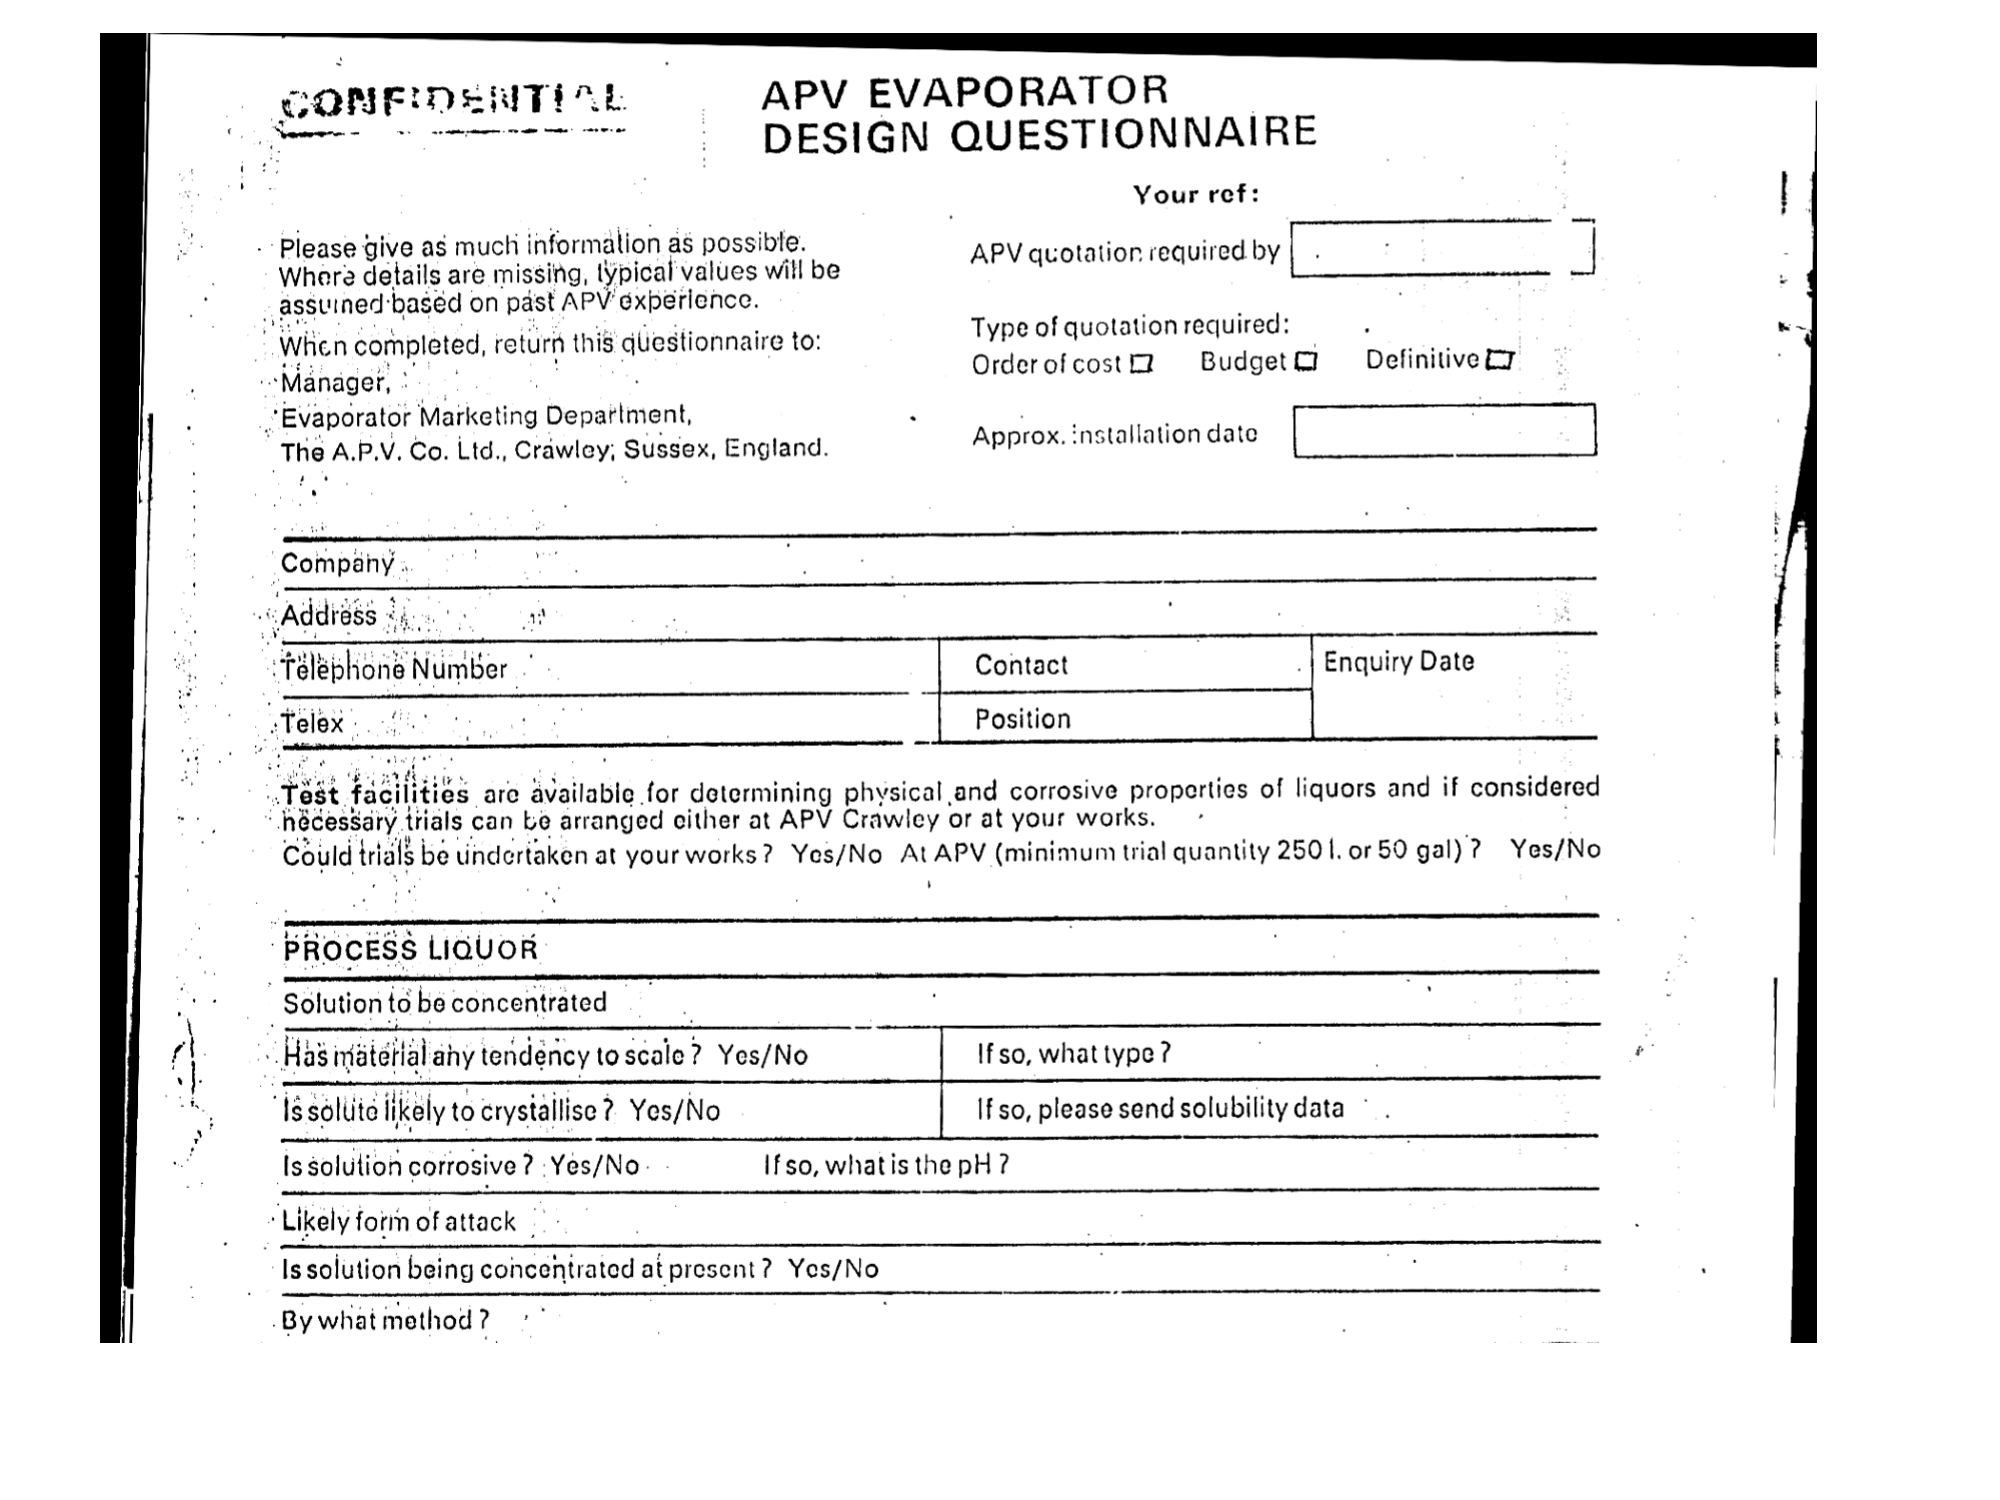 CONFIDENTIAL
APV EVAPORATOR
DESIGN QUESTIONNAIRE
Your ref:
Please give as much information as possible.
Where details are missing, typical values will be
assumed based on past APV experience.
When completed, return this questionnaire to:
Manager,
Evaporator Marketing Department,
The A.P.V. Co. Ltd., Crawley, Sussex, England.
APV quotation required by
Type of quotation required:
Order of cost Budget Definitive
Approx. installation date
Company
Address
Telephone Number Contact Enquiry Date
Telex Position
Test facilities are available for determining physical and corrosive properties of liquors and if considered
necessary trials can be arranged either at APV Crawley or at your works.
Could trials be undertaken at your works? Yes/No At APV (minimum trial quantity 250 l. or 50 gal)? Yes/No
PROCESS LIQUOR
Solution to be concentrated
Has material any tendency to scale? Yes/No If so, what type?
Is solute likely to crystallise? Yes/No If so, please send solubility data
Is solution corrosive? Yes/No If so, what is the pH?
Likely form of attack
Is solution being concentrated at present? Yes/No
By what method?